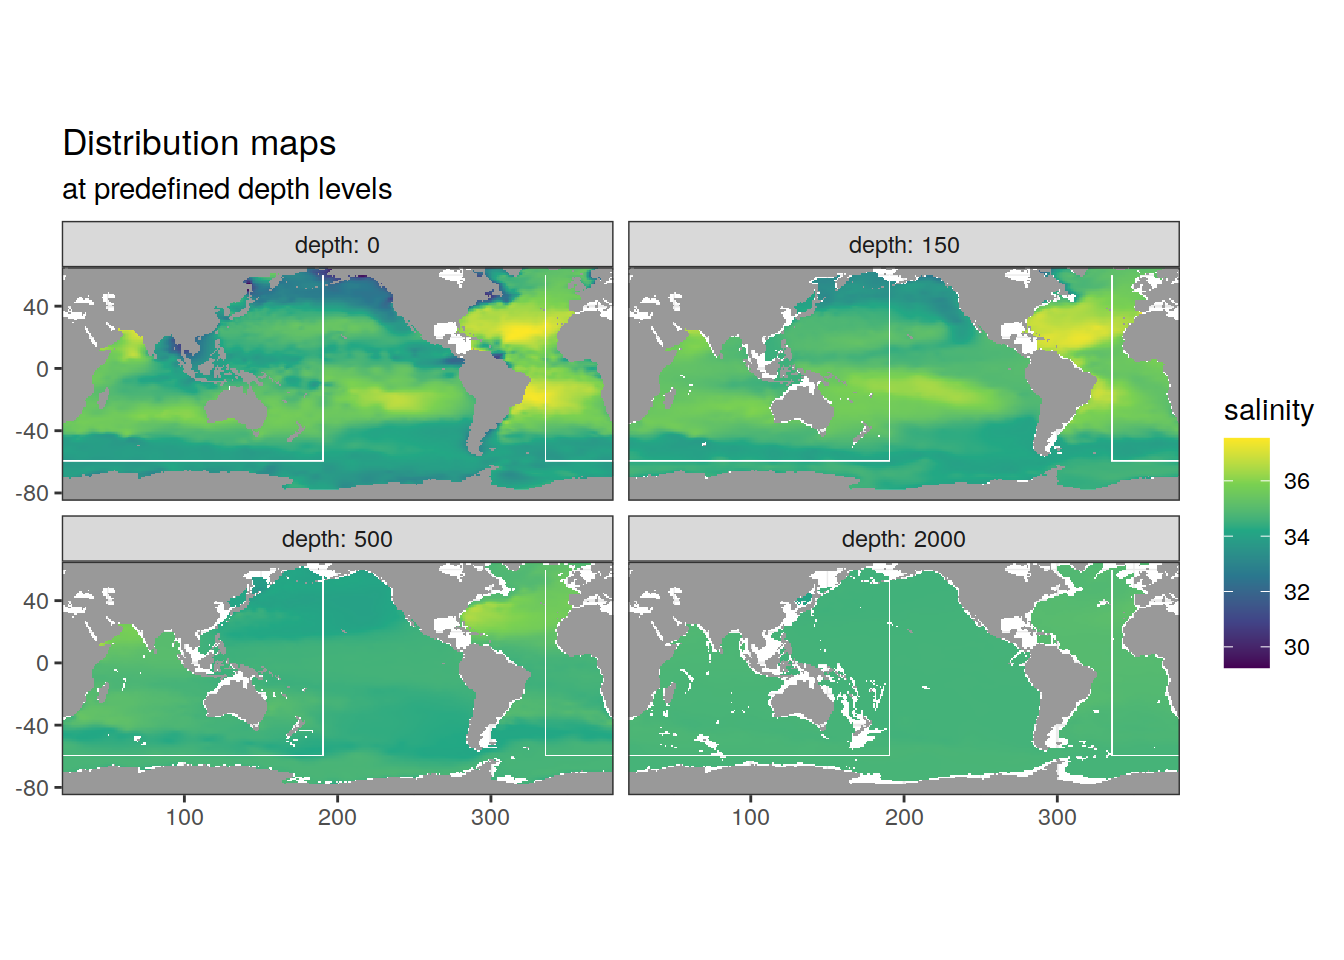 Distribution maps
at predefined depth levels
depth: 0
depth: 150
40
0
-40
-80
depth: 500
depth: 2000
40
0
-40
-80
100
200
300
100
200
300
salinity
36
34
32
30